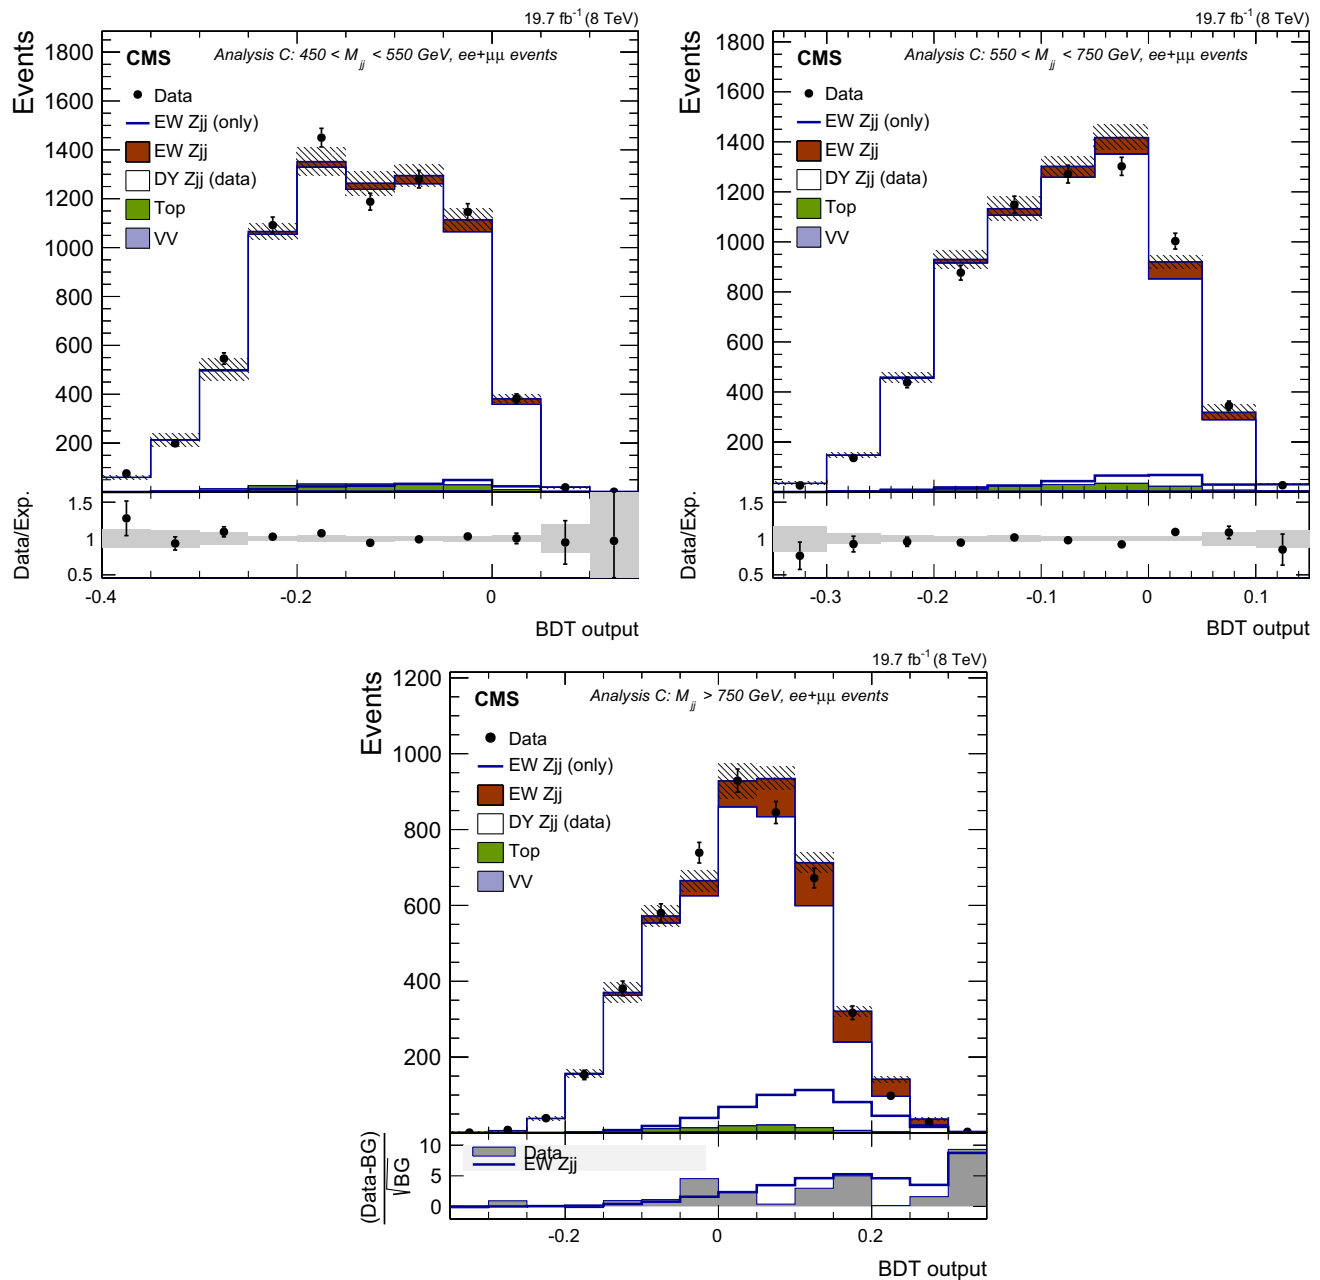 19.7 fb⁻¹ (8 TeV)
Events
CMS
Analysis C: 450 < M_jj < 550 GeV, ee+μμ events
Data
EW Zjj (only)
EW Zjj
DY Zjj (data)
Top
VV
1800
1600
1400
1200
1000
800
600
400
200
Data/Exp.
1.5
1
0.5
-0.4
-0.2
0
BDT output
19.7 fb⁻¹ (8 TeV)
Events
CMS
Analysis C: 550 < M_jj < 750 GeV, ee+μμ events
Data
EW Zjj (only)
EW Zjj
DY Zjj (data)
Top
VV
1800
1600
1400
1200
1000
800
600
400
200
Data/Exp.
1.5
1
0.5
-0.3
-0.2
-0.1
0
0.1
BDT output
19.7 fb⁻¹ (8 TeV)
Events
CMS
Analysis C: M_jj > 750 GeV, ee+μμ events
Data
EW Zjj (only)
EW Zjj
DY Zjj (data)
Top
VV
1200
1000
800
600
400
200
(Data-BG)
√BG
10
5
0
Data
EW Zjj
-0.2
0
0.2
BDT output